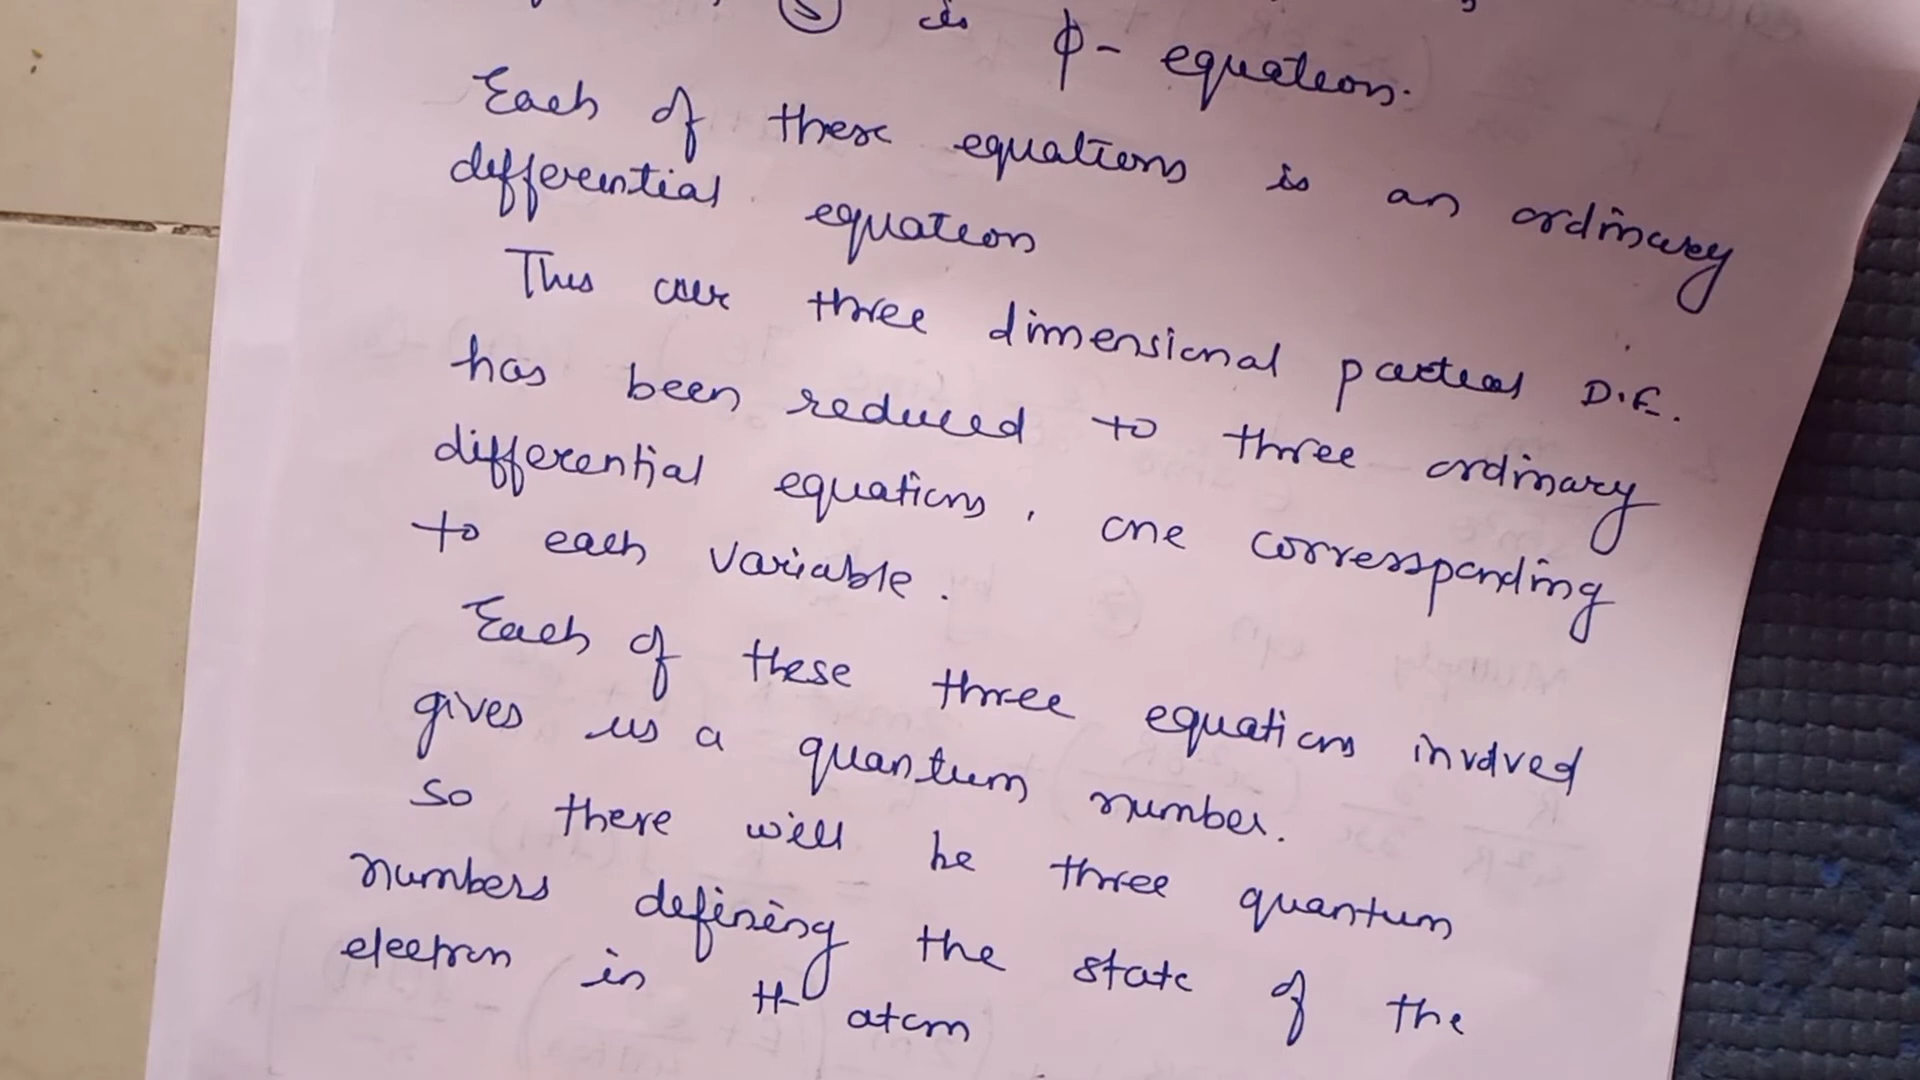 ⑤ is ϕ- equation.
Each of these equations is an ordinary
differential equation
Thus our three dimensional partial D.E.
has been reduced to three ordinary
differential equations, one corresponding
to each variable.
Each of these three equations involved
gives us a quantum number.
So there will be three quantum
numbers defining the state of the
electron in H- atom